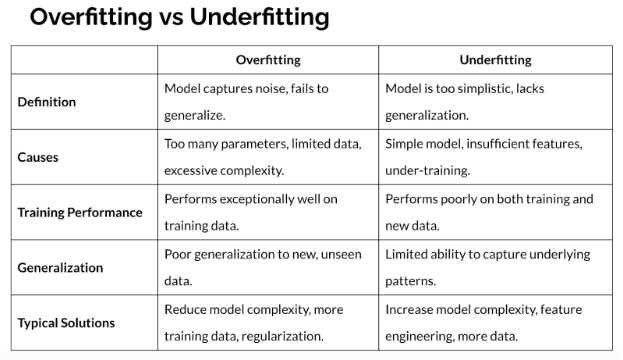 Overfitting vs Underfitting
Overfitting
Underfitting
Definition
Model captures noise, fails to
generalize.
Model is too simplistic, lacks
generalization.
Causes
Too many parameters, limited data,
excessive complexity.
Simple model, insufficient features,
under-training.
Training Performance
Performs exceptionally well on
training data.
Performs poorly on both training and
new data.
Generalization
Poor generalization to new, unseen
data.
Limited ability to capture underlying
patterns.
Typical Solutions
Reduce model complexity, more
training data, regularization.
Increase model complexity, feature
engineering, more data.